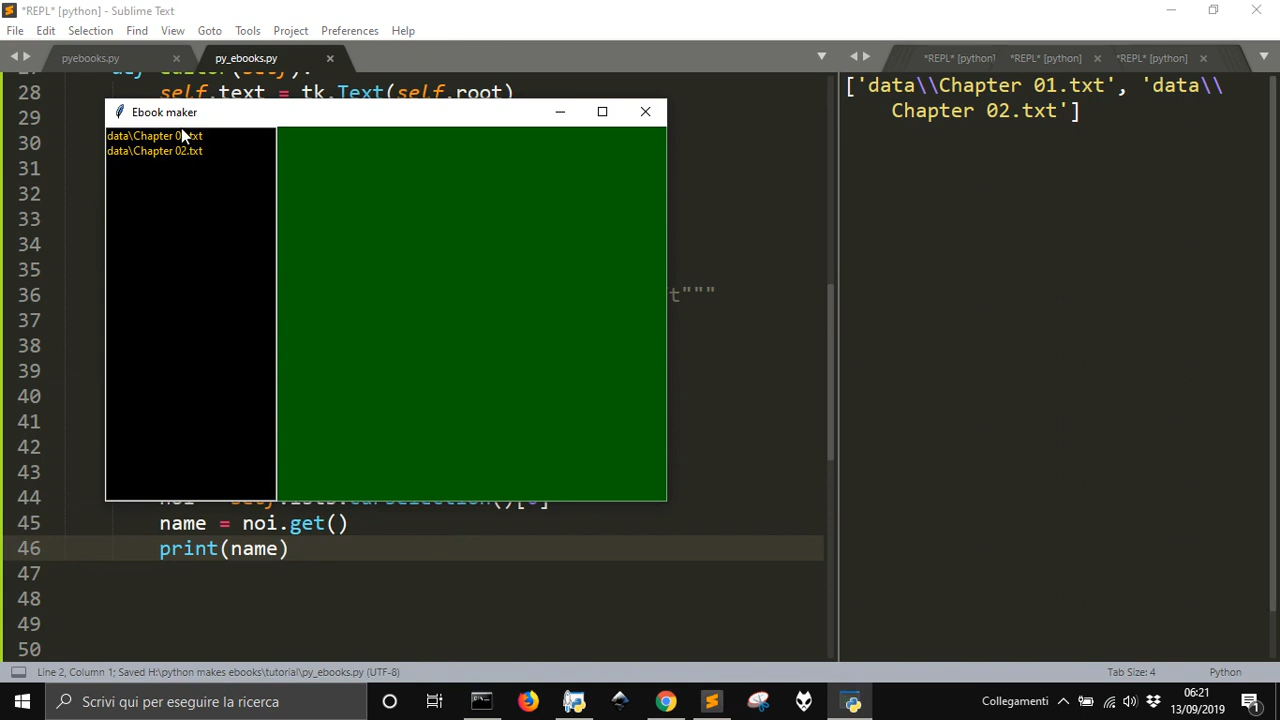 *REPL* [python] - Sublime Text
File Edit Selection Find View Goto Tools Project Preferences Help
pyebooks.py py_ebooks.py *REPL* [python] *REPL* [python] *REPL* [python]
28 self.text = tk.Text(self.root)
29
30
31
32
33
34
35
36 t"""
37
38
39
40
41
42
43
44
45 name = noi.get()
46 print(name)
47
48
49
50
Ebook maker
data\Chapter 01.txt
data\Chapter 02.txt
['data\\Chapter 01.txt', 'data\\
Chapter 02.txt']
Line 2, Column 1; Saved H:\python makes ebooks\tutorial\py_ebooks.py (UTF-8)
Tab Size: 4 Python
Scrivi qui per eseguire la ricerca
Collegamenti
06:21
13/09/2019
1